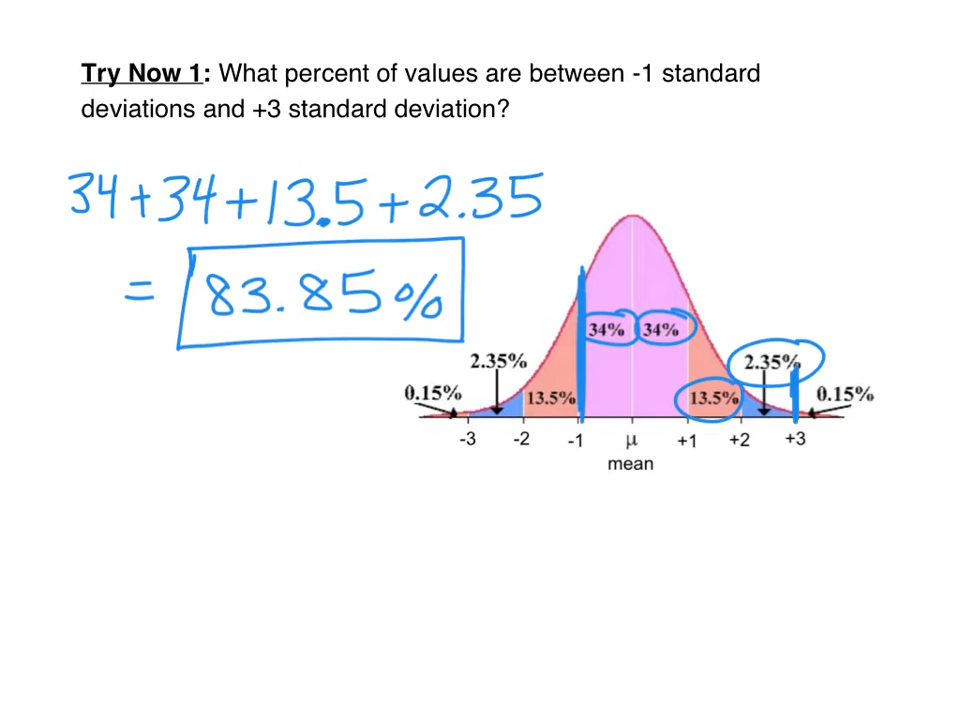 Try Now 1: What percent of values are between -1 standard
deviations and +3 standard deviation?
34+34+13.5+2.35
= 83.85%
34% 34%
2.35% 2.35%
0.15% 13.5% 13.5% 0.15%
-3 -2 -1 μ +1 +2 +3
mean